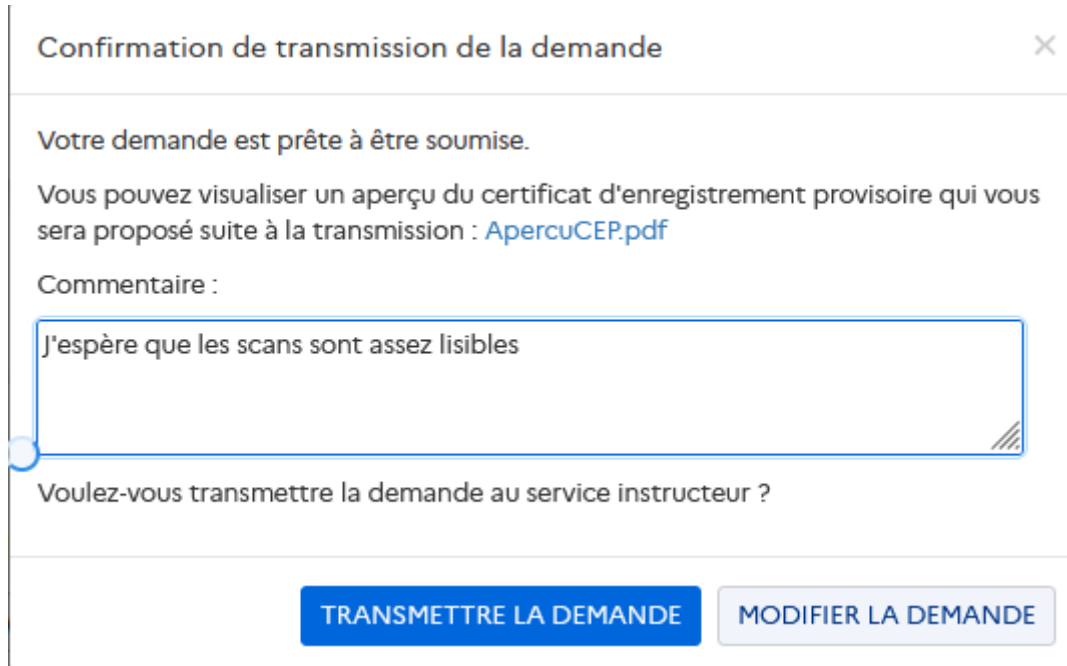 Confirmation de transmission de la demande
Votre demande est prête à être soumise.
Vous pouvez visualiser un aperçu du certificat d'enregistrement provisoire qui vous
sera proposé suite à la transmission : ApercuCEP.pdf
Commentaire :
J'espère que les scans sont assez lisibles
Voulez-vous transmettre la demande au service instructeur ?
TRANSMETTRE LA DEMANDE
MODIFIER LA DEMANDE